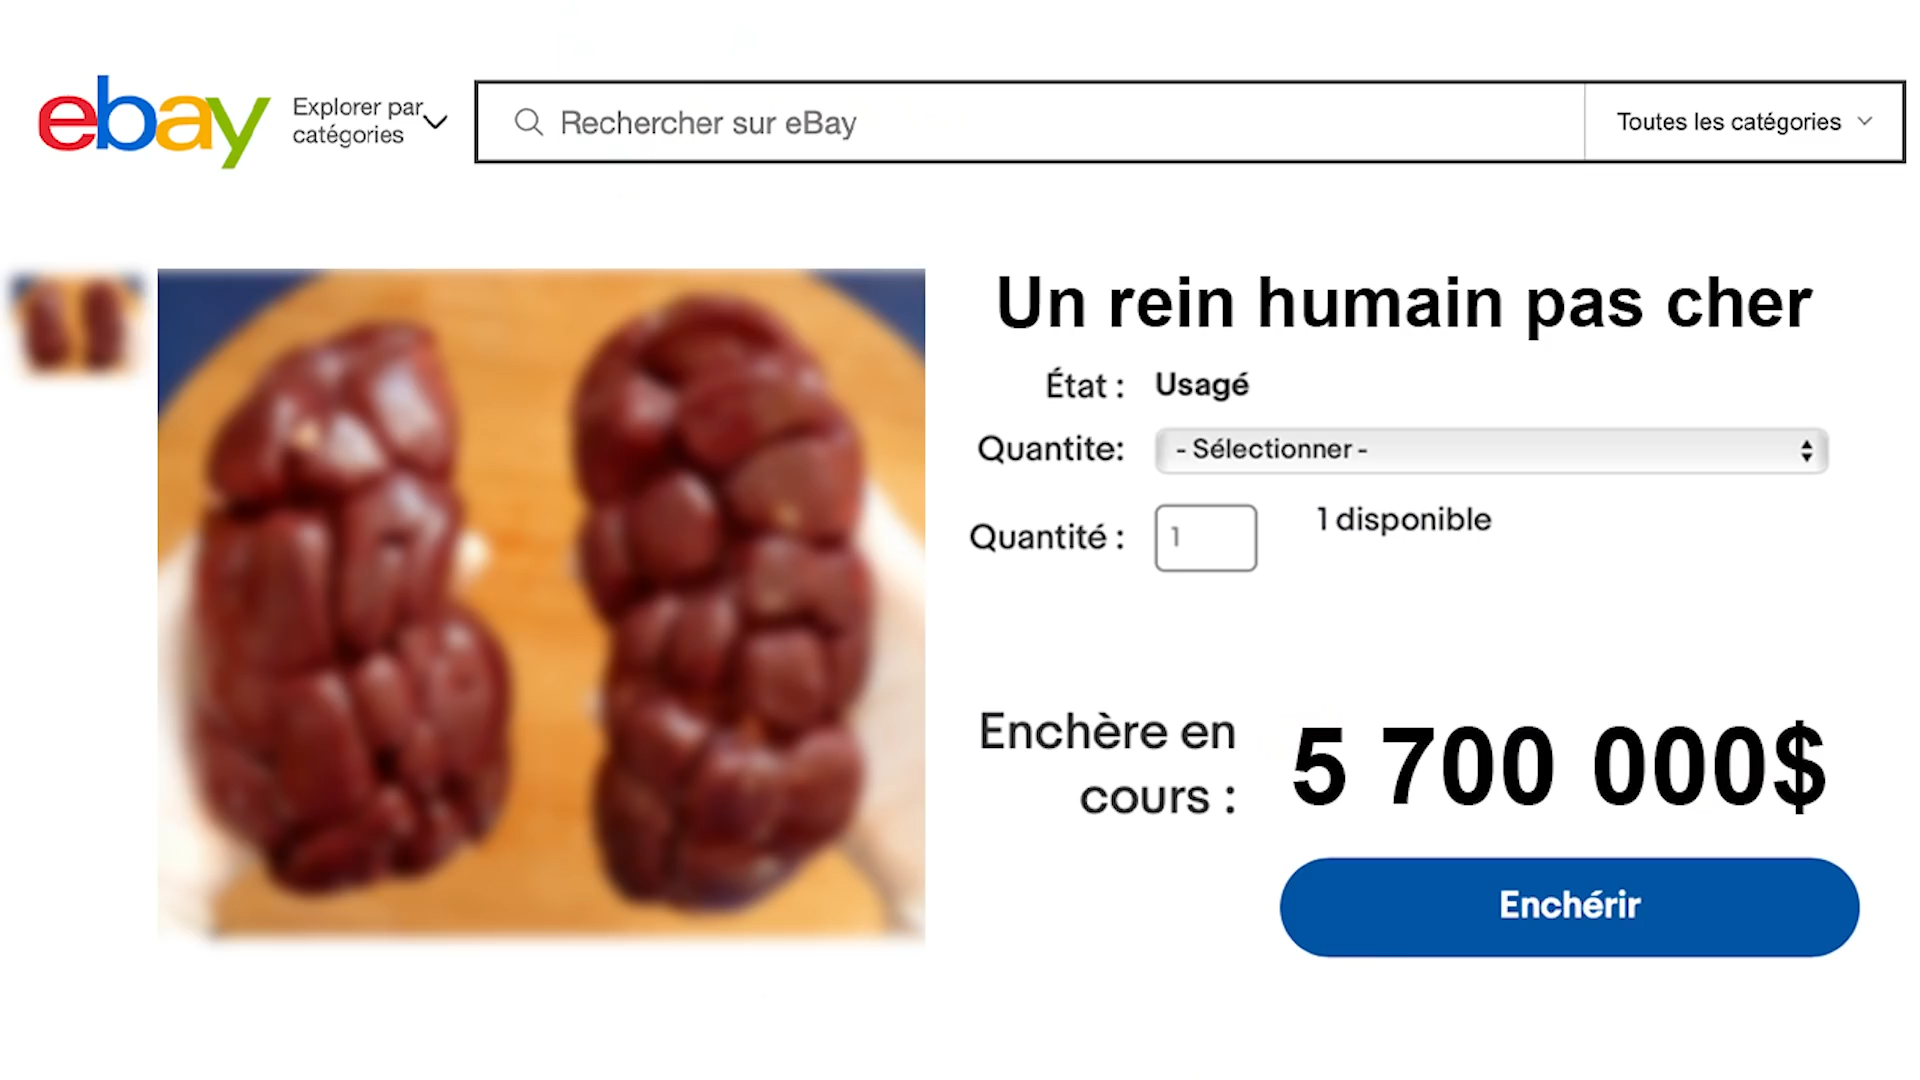 ebay
Explorer par
catégories
Rechercher sur eBay
Toutes les catégories
Un rein humain pas cher
État :
Usagé
Quantite:
- Sélectionner -
Quantité :
1
1 disponible
Enchère en
cours :
5 700 000$
Enchérir